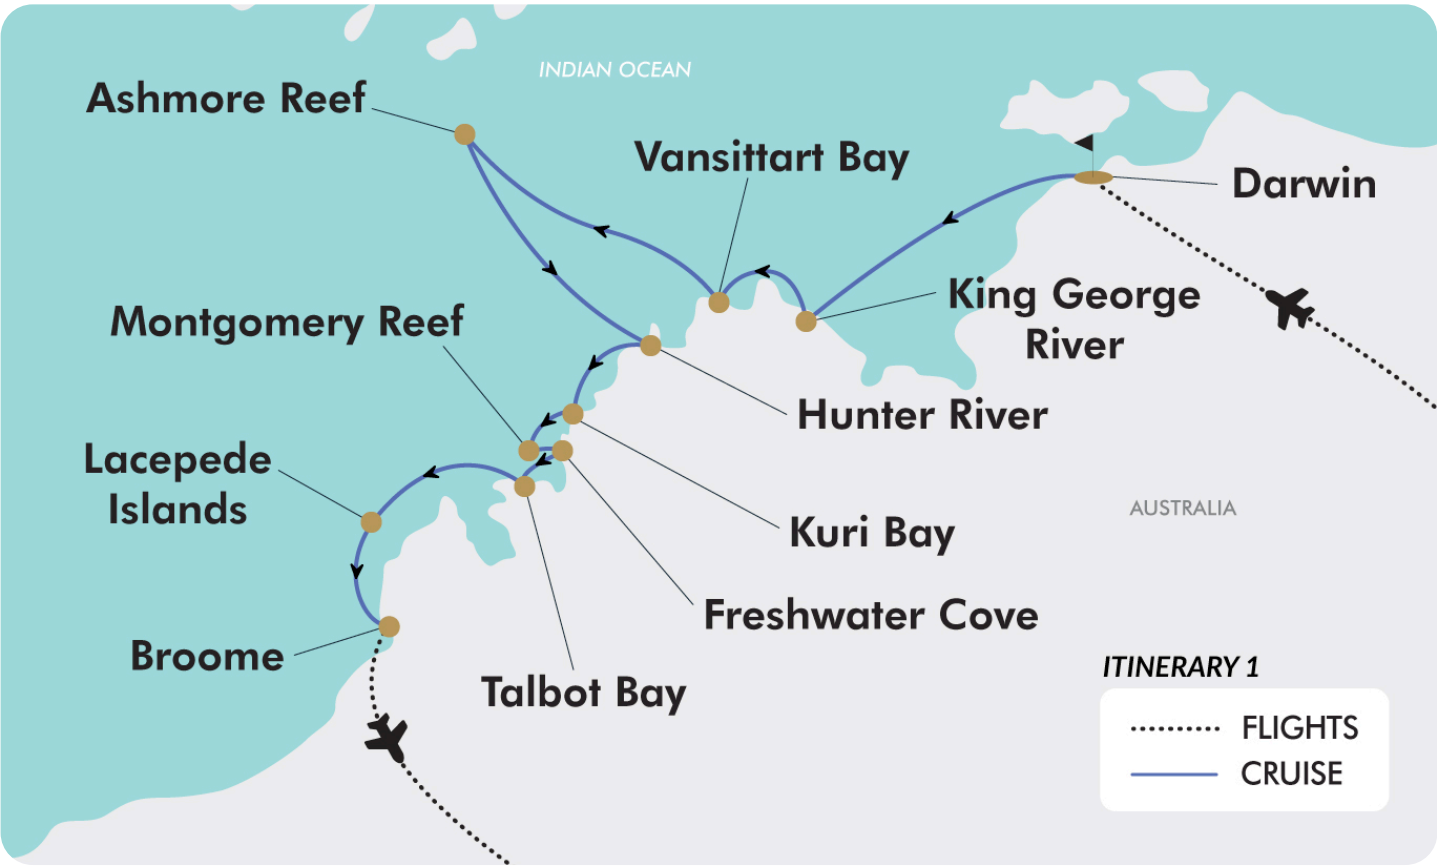 INDIAN OCEAN
Ashmore Reef
Vansittart Bay
Darwin
King George
River
Montgomery Reef
Hunter River
Lacepede
Islands
AUSTRALIA
Kuri Bay
Freshwater Cove
Broome
Talbot Bay
ITINERARY 1
FLIGHTS
CRUISE